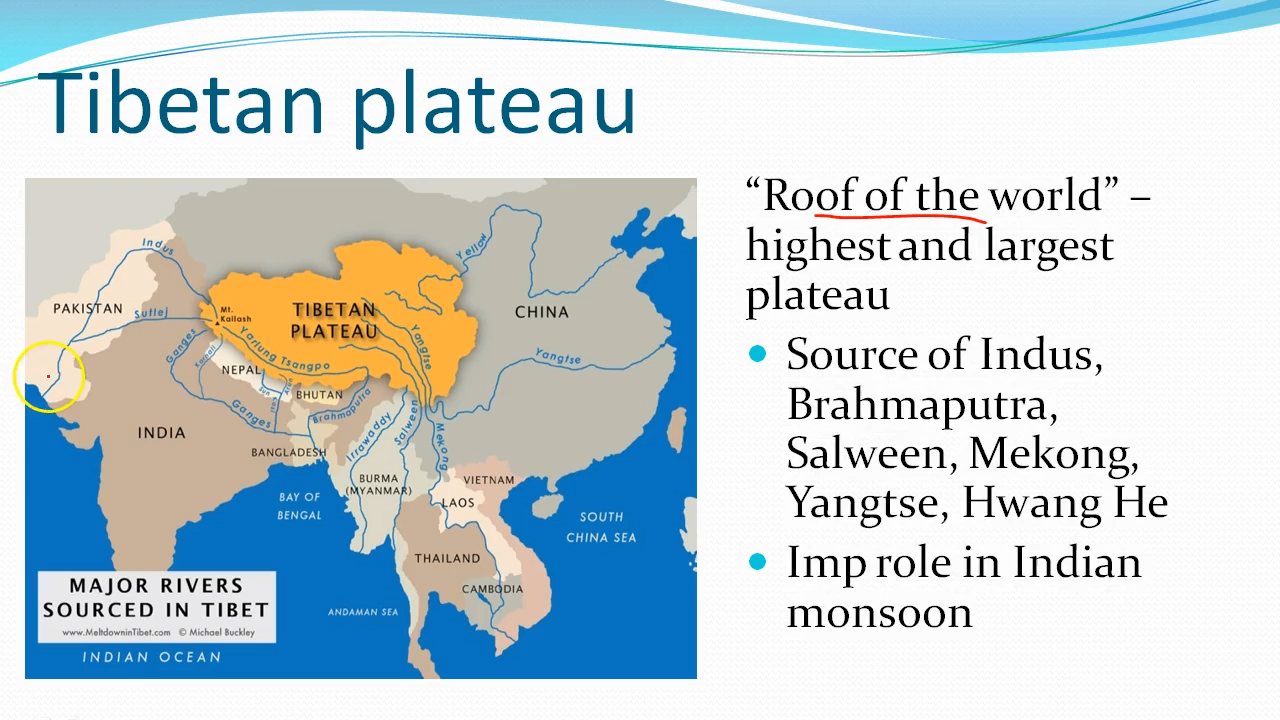 Tibetan plateau
“Roof of the world” –
highest and largest
plateau
Source of Indus,
Brahmaputra,
Salween, Mekong,
Yangtse, Hwang He
Imp role in Indian
monsoon
Indus
Yellow
PAKISTAN
Sutlej
Mt.
Kailash
TIBETAN
PLATEAU
CHINA
Ganges
Karnali
Yarlung Tsangpo
Yangtse
Yangtse
NEPAL
BHUTAN
Ganges
Brahmaputra
INDIA
BANGLADESH
Irrawaddy
Salween
Mekong
BURMA
(MYANMAR)
VIETNAM
LAOS
BAY OF
BENGAL
SOUTH
CHINA SEA
THAILAND
CAMBODIA
ANDAMAN SEA
MAJOR RIVERS
SOURCED IN TIBET
www.MeltdowninTibet.com © Michael Buckley
INDIAN OCEAN